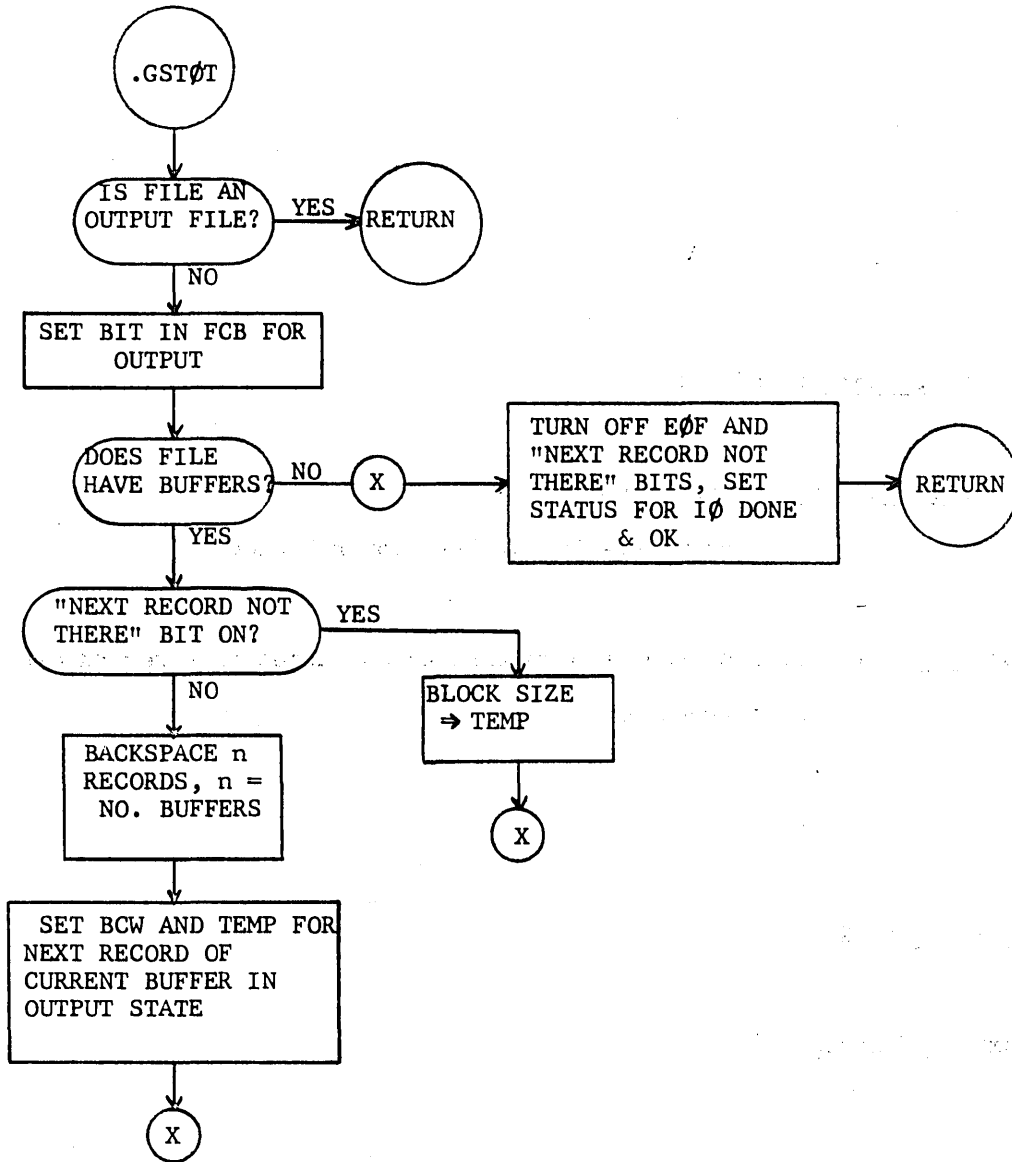 .GSTØT
IS FILE AN
OUTPUT FILE?
YES
RETURN
NO
SET BIT IN FCB FOR
OUTPUT
DOES FILE
HAVE BUFFERS?
NO
X
TURN OFF EØF AND
"NEXT RECORD NOT
THERE" BITS, SET
STATUS FOR IØ DONE
& OK
RETURN
YES
"NEXT RECORD NOT
THERE" BIT ON?
YES
BLOCK SIZE
⇒ TEMP
X
NO
BACKSPACE n
RECORDS, n =
NO. BUFFERS
SET BCW AND TEMP FOR
NEXT RECORD OF
CURRENT BUFFER IN
OUTPUT STATE
X